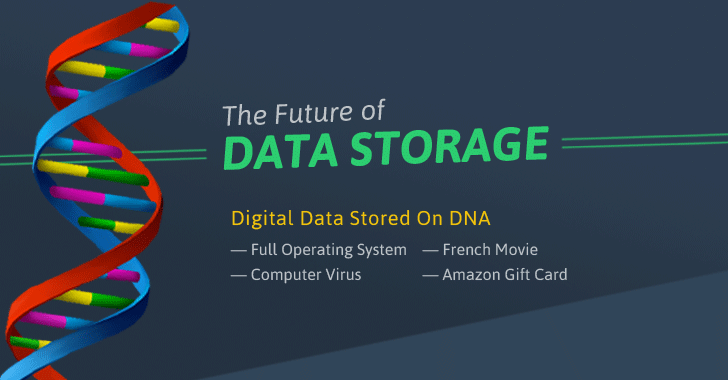 The Future of
DATA STORAGE
Digital Data Stored On DNA
— Full Operating System — French Movie
— Computer Virus — Amazon Gift Card